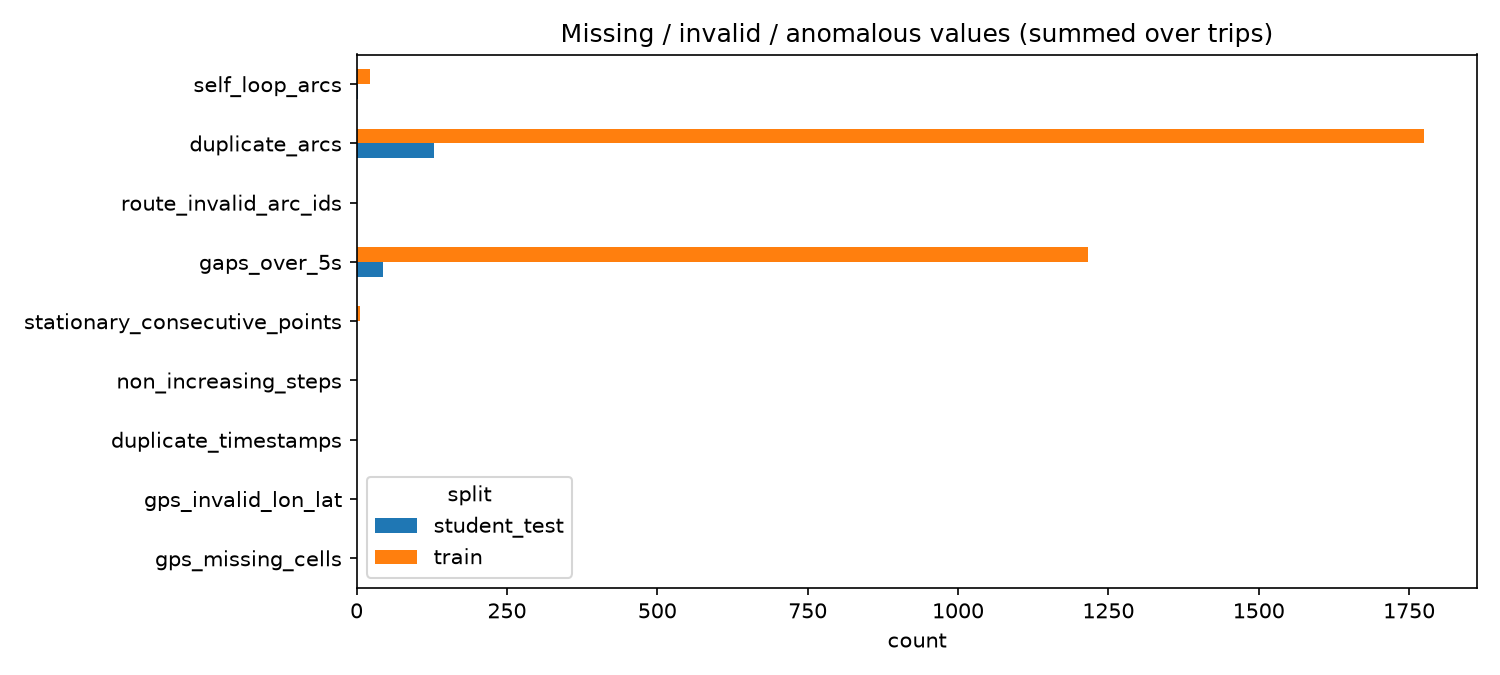 Missing / invalid / anomalous values (summed over trips)
self_loop_arcs
duplicate_arcs
route_invalid_arc_ids
gaps_over_5s
stationary_consecutive_points
non_increasing_steps
duplicate_timestamps
gps_invalid_lon_lat
gps_missing_cells
split
student_test
train
0 250 500 750 1000 1250 1500 1750
count